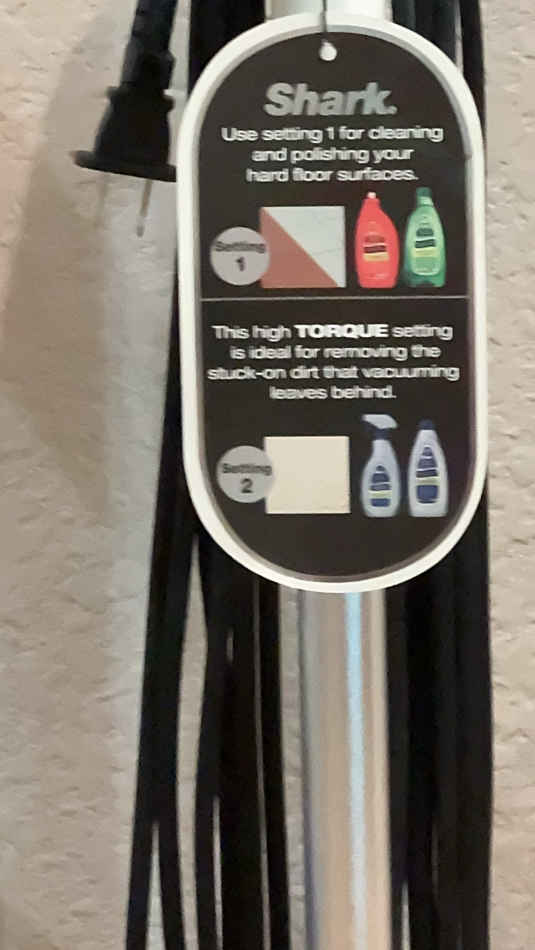 Shark.
Use setting 1 for cleaning
and polishing your
hard floor surfaces.
Setting
1
This high TORQUE setting
is ideal for removing the
stuck-on dirt that vacuuming
leaves behind.
Setting
2